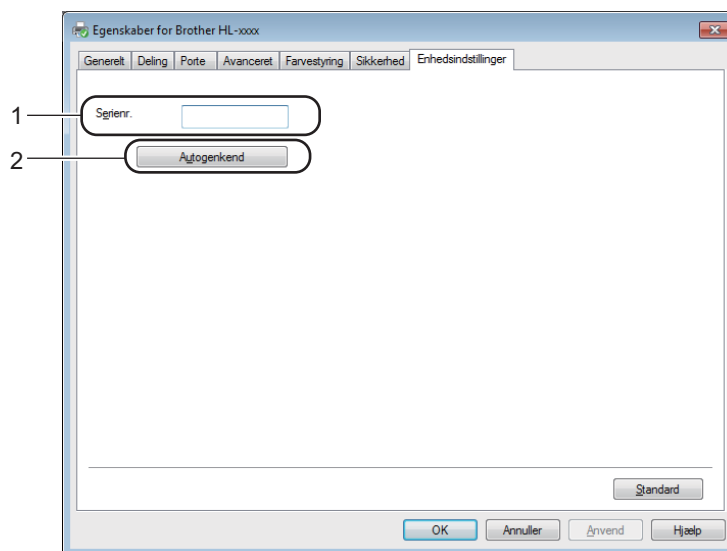 Egenskaber for Brother HL-xxxx
Generelt Deling Porte Avanceret Farvestyring Sikkerhed Enhedsindstillinger
1 Serienr.
2 Autogenkend
Standard
OK Annuller Anvend Hjælp